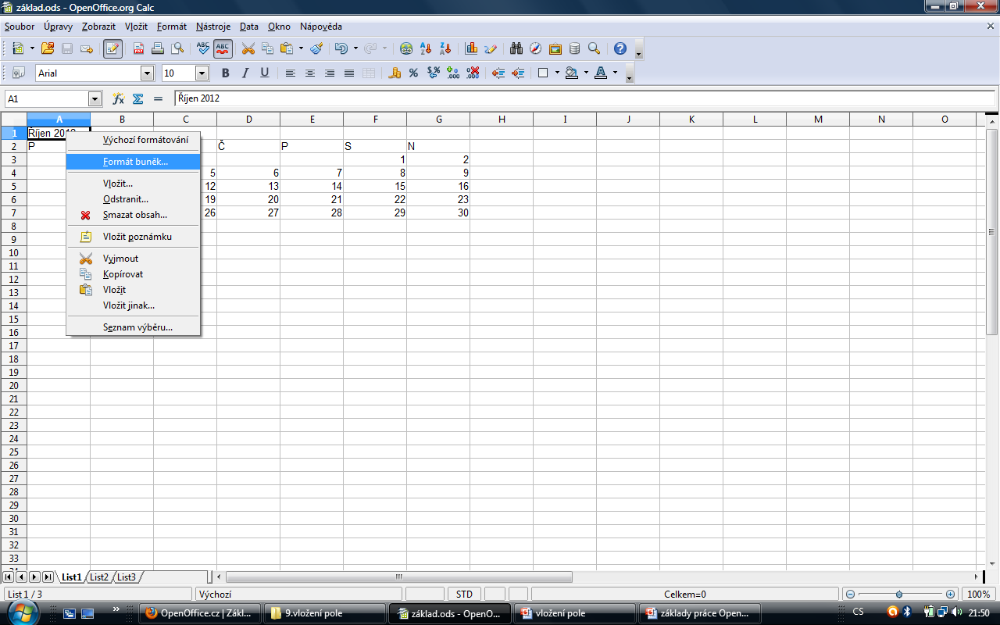 základ.ods - OpenOffice.org Calc
Soubor Úpravy Zobrazit Vložit Formát Nástroje Data Okno Nápověda
Arial 10
A1 Říjen 2012
A B C D E F G H I J K L M N O
1 Říjen 2012
2 P Č P S N
3 1 2
4 5 6 7 8 9
5 12 13 14 15 16
6 19 20 21 22 23
7 26 27 28 29 30
8
9
10
11
12
13
14
15
16
17
18
19
20
21
22
23
24
25
26
27
28
29
30
31
32
33
Výchozí formátování
Formát buněk...
Vložit...
Odstranit...
Smazat obsah...
Vložit poznámku
Vyjmout
Kopírovat
Vložit
Vložit jinak...
Seznam výběru...
List1 List2 List3
List 1 / 3 Výchozí STD Celkem=0 100%
OpenOffice.cz | Zákl... 9.vložení pole základ.ods - OpenO... vložení pole základy práce Open... CS 21:50